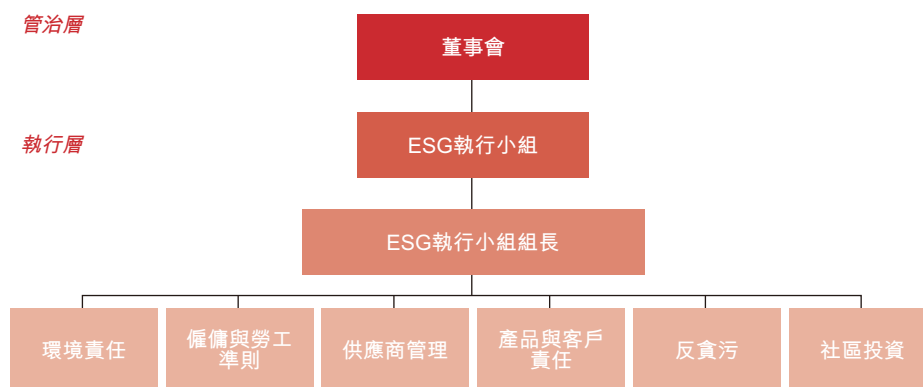 管治層
董事會
執行層
ESG執行小組
ESG執行小組組長
環境責任
僱傭與勞工
準則
供應商管理
產品與客戶
責任
反貪污
社區投資